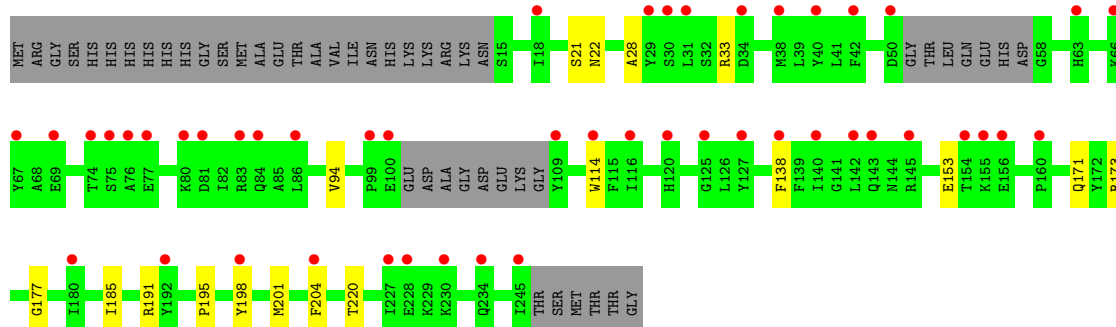 MET ARG GLY SER HIS HIS HIS HIS HIS HIS GLY SER MET ALA GLU THR ALA VAL ILE ASN HIS LYS LYS ARG LYS ASN S15 I18 S21 N22 A28 Y29 S30 L31 S32 R33 D34 M38 L39 Y40 L41 F42 D50 GLY THR LEU GLN GLU HIS ASP G58 H63 K66
Y67 A68 E69 T74 S75 A76 E77 K80 D81 I82 R83 Q84 A85 L86 V94 P99 E100 GLU ASP ALA GLY ASP GLU LYS GLY Y109 W114 F115 I116 H120 G125 L126 Y127 F138 F139 I140 G141 L142 Q143 N144 R145 E153 T154 K155 E156 P160 Q171 Y172 R173
G177 I180 I185 R191 Y192 P195 Y198 M201 F204 T220 I227 E228 K229 K230 Q234 I245 THR SER MET THR THR GLY